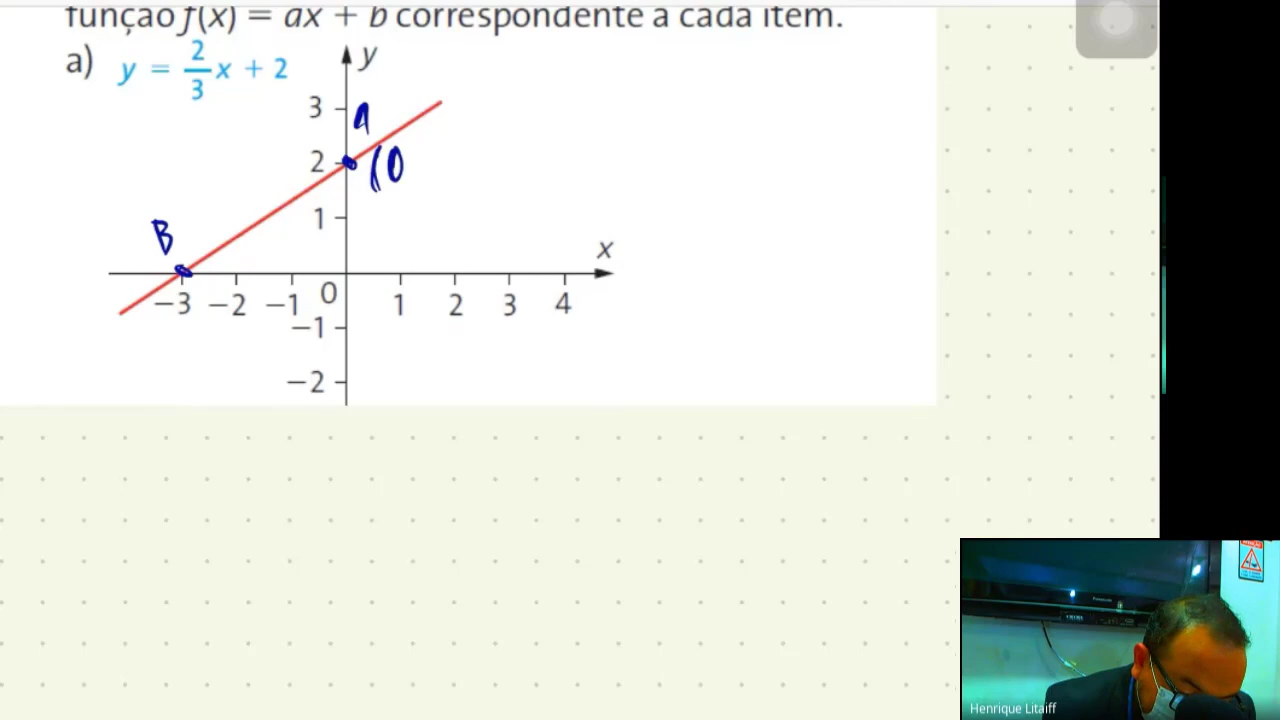 função f(x) = ax + b correspondente a cada item.
a) y = 2/3 x + 2
y
3
A
2
(0
1
B
x
−3 −2 −1 0 1 2 3 4
−1
−2
Henrique Litaiff